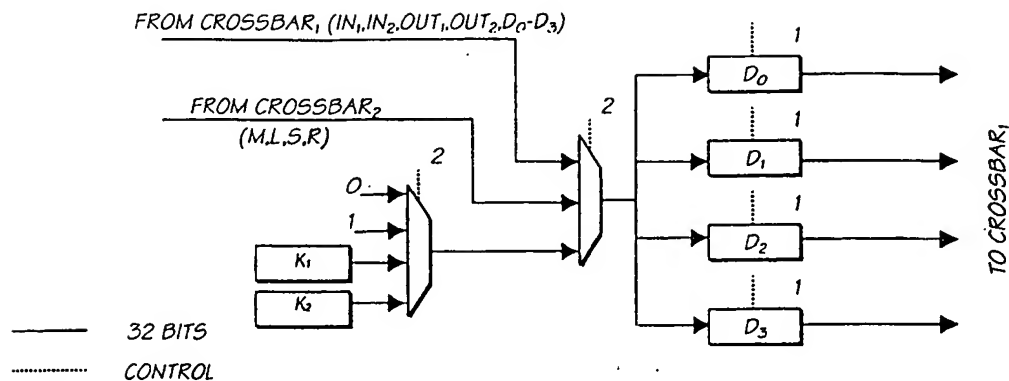 FROM CROSSBAR₁ (IN₁,IN₂,OUT₁,OUT₂,D₀-D₃)
1
D₀
FROM CROSSBAR₂
(M,L,S,R)
2
1
D₁
2
0
1
K₁
K₂
1
D₂
1
D₃
TO CROSSBAR₁
32 BITS
CONTROL